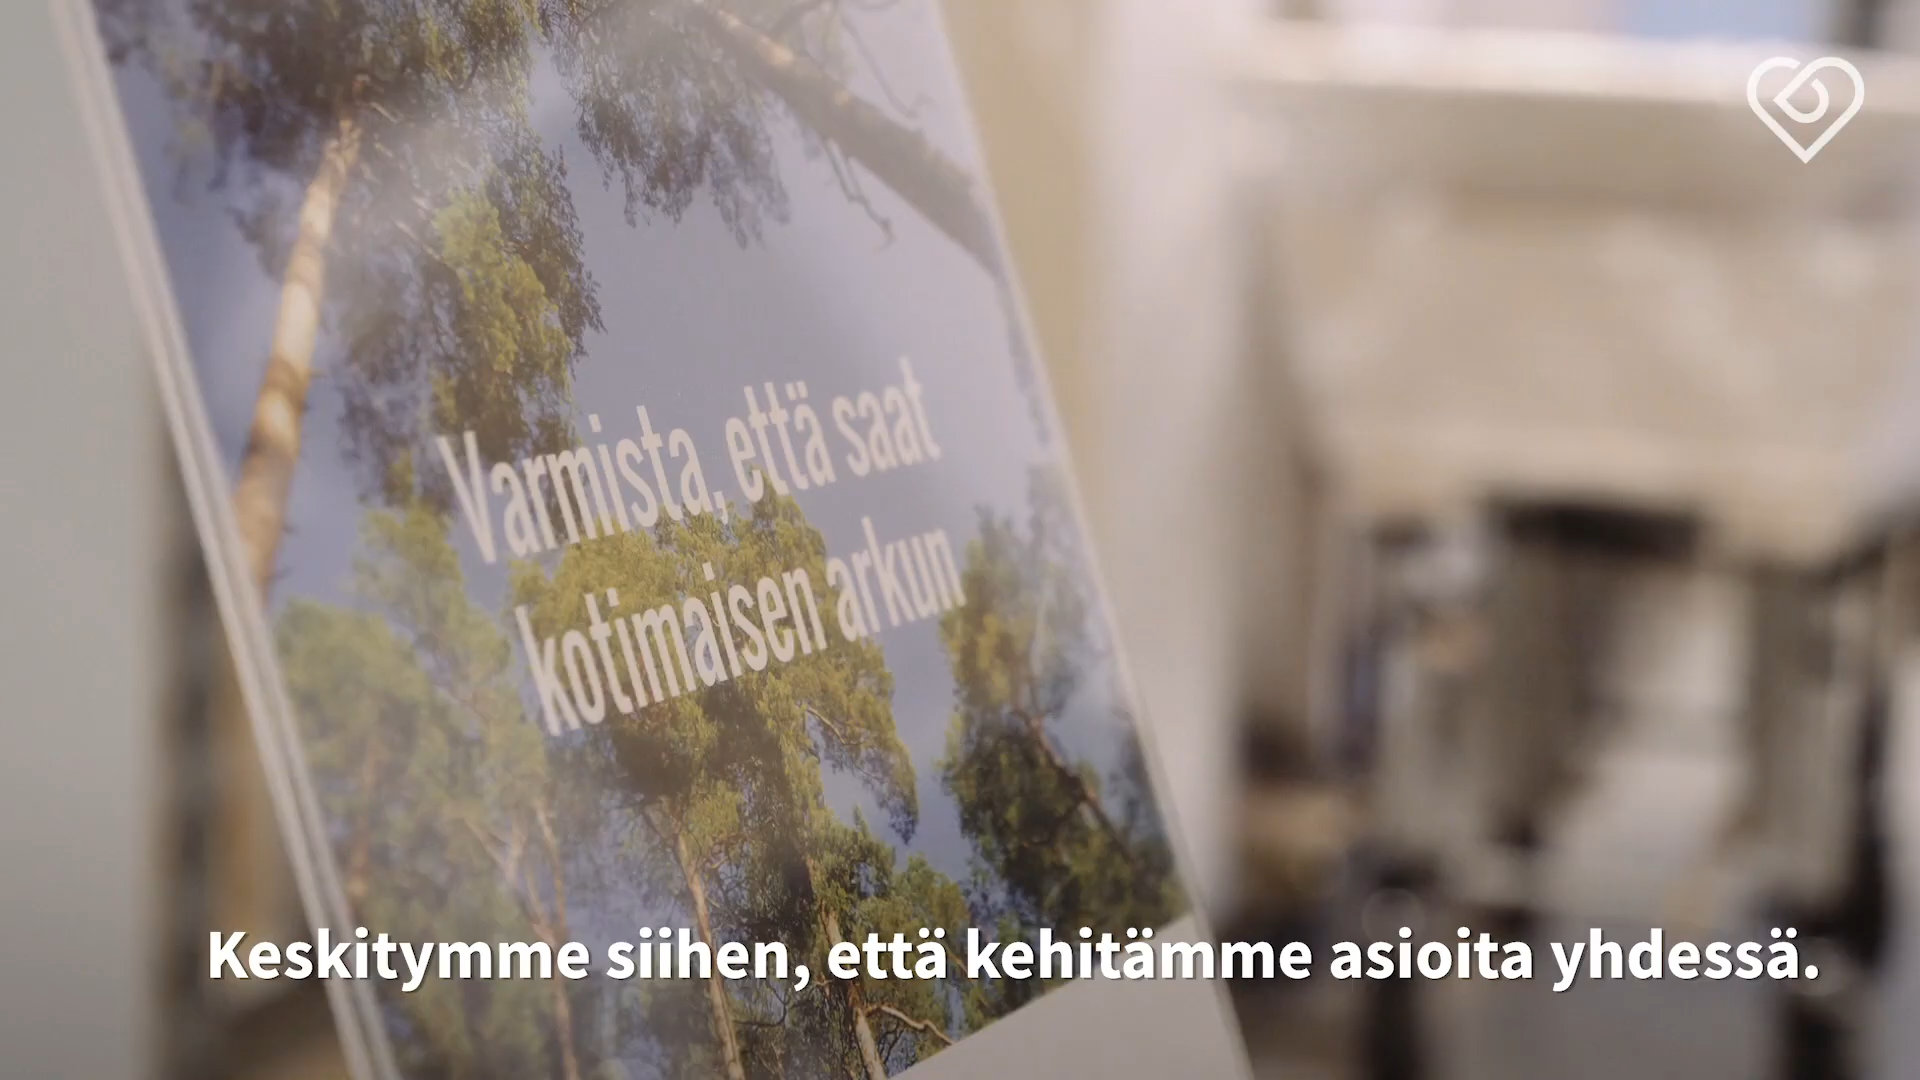 Varmista, että saat
kotimaisen arkun
Keskitymme siihen, että kehitämme asioita yhdessä.